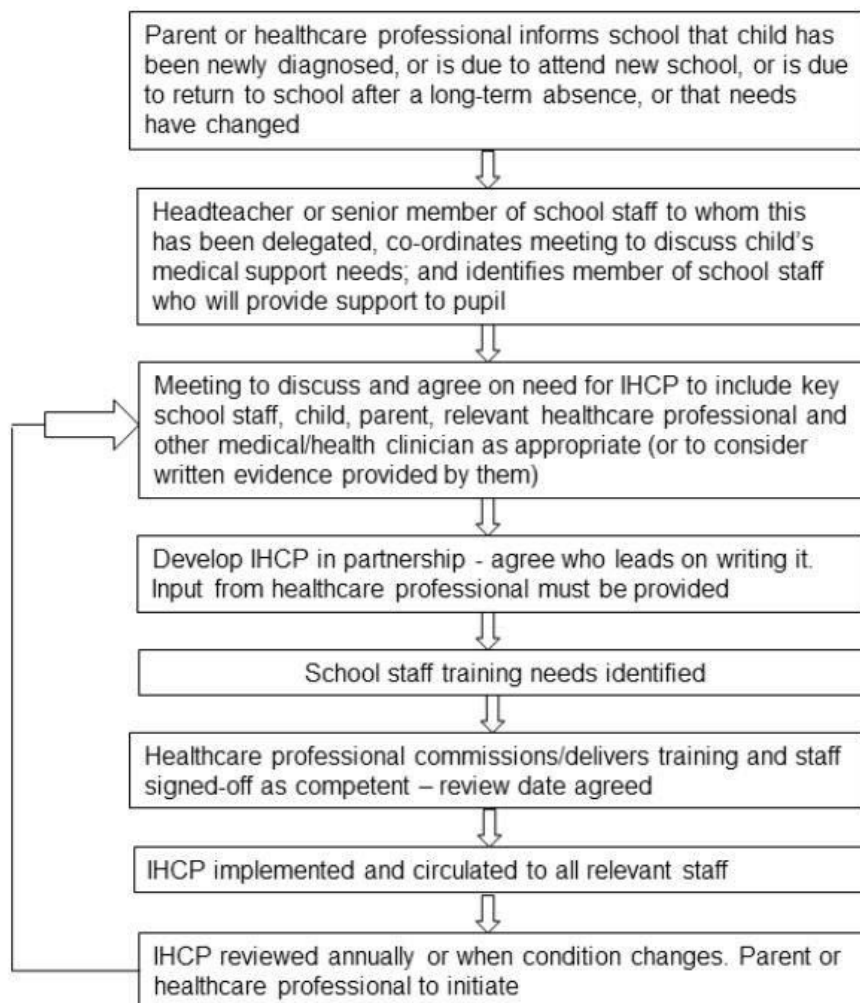 Parent or healthcare professional informs school that child has
been newly diagnosed, or is due to attend new school, or is due
to return to school after a long-term absence, or that needs
have changed
Headteacher or senior member of school staff to whom this
has been delegated, co-ordinates meeting to discuss child's
medical support needs; and identifies member of school staff
who will provide support to pupil
Meeting to discuss and agree on need for IHCP to include key
school staff, child, parent, relevant healthcare professional and
other medical/health clinician as appropriate (or to consider
written evidence provided by them)
Develop IHCP in partnership - agree who leads on writing it.
Input from healthcare professional must be provided
School staff training needs identified
Healthcare professional commissions/delivers training and staff
signed-off as competent – review date agreed
IHCP implemented and circulated to all relevant staff
IHCP reviewed annually or when condition changes. Parent or
healthcare professional to initiate